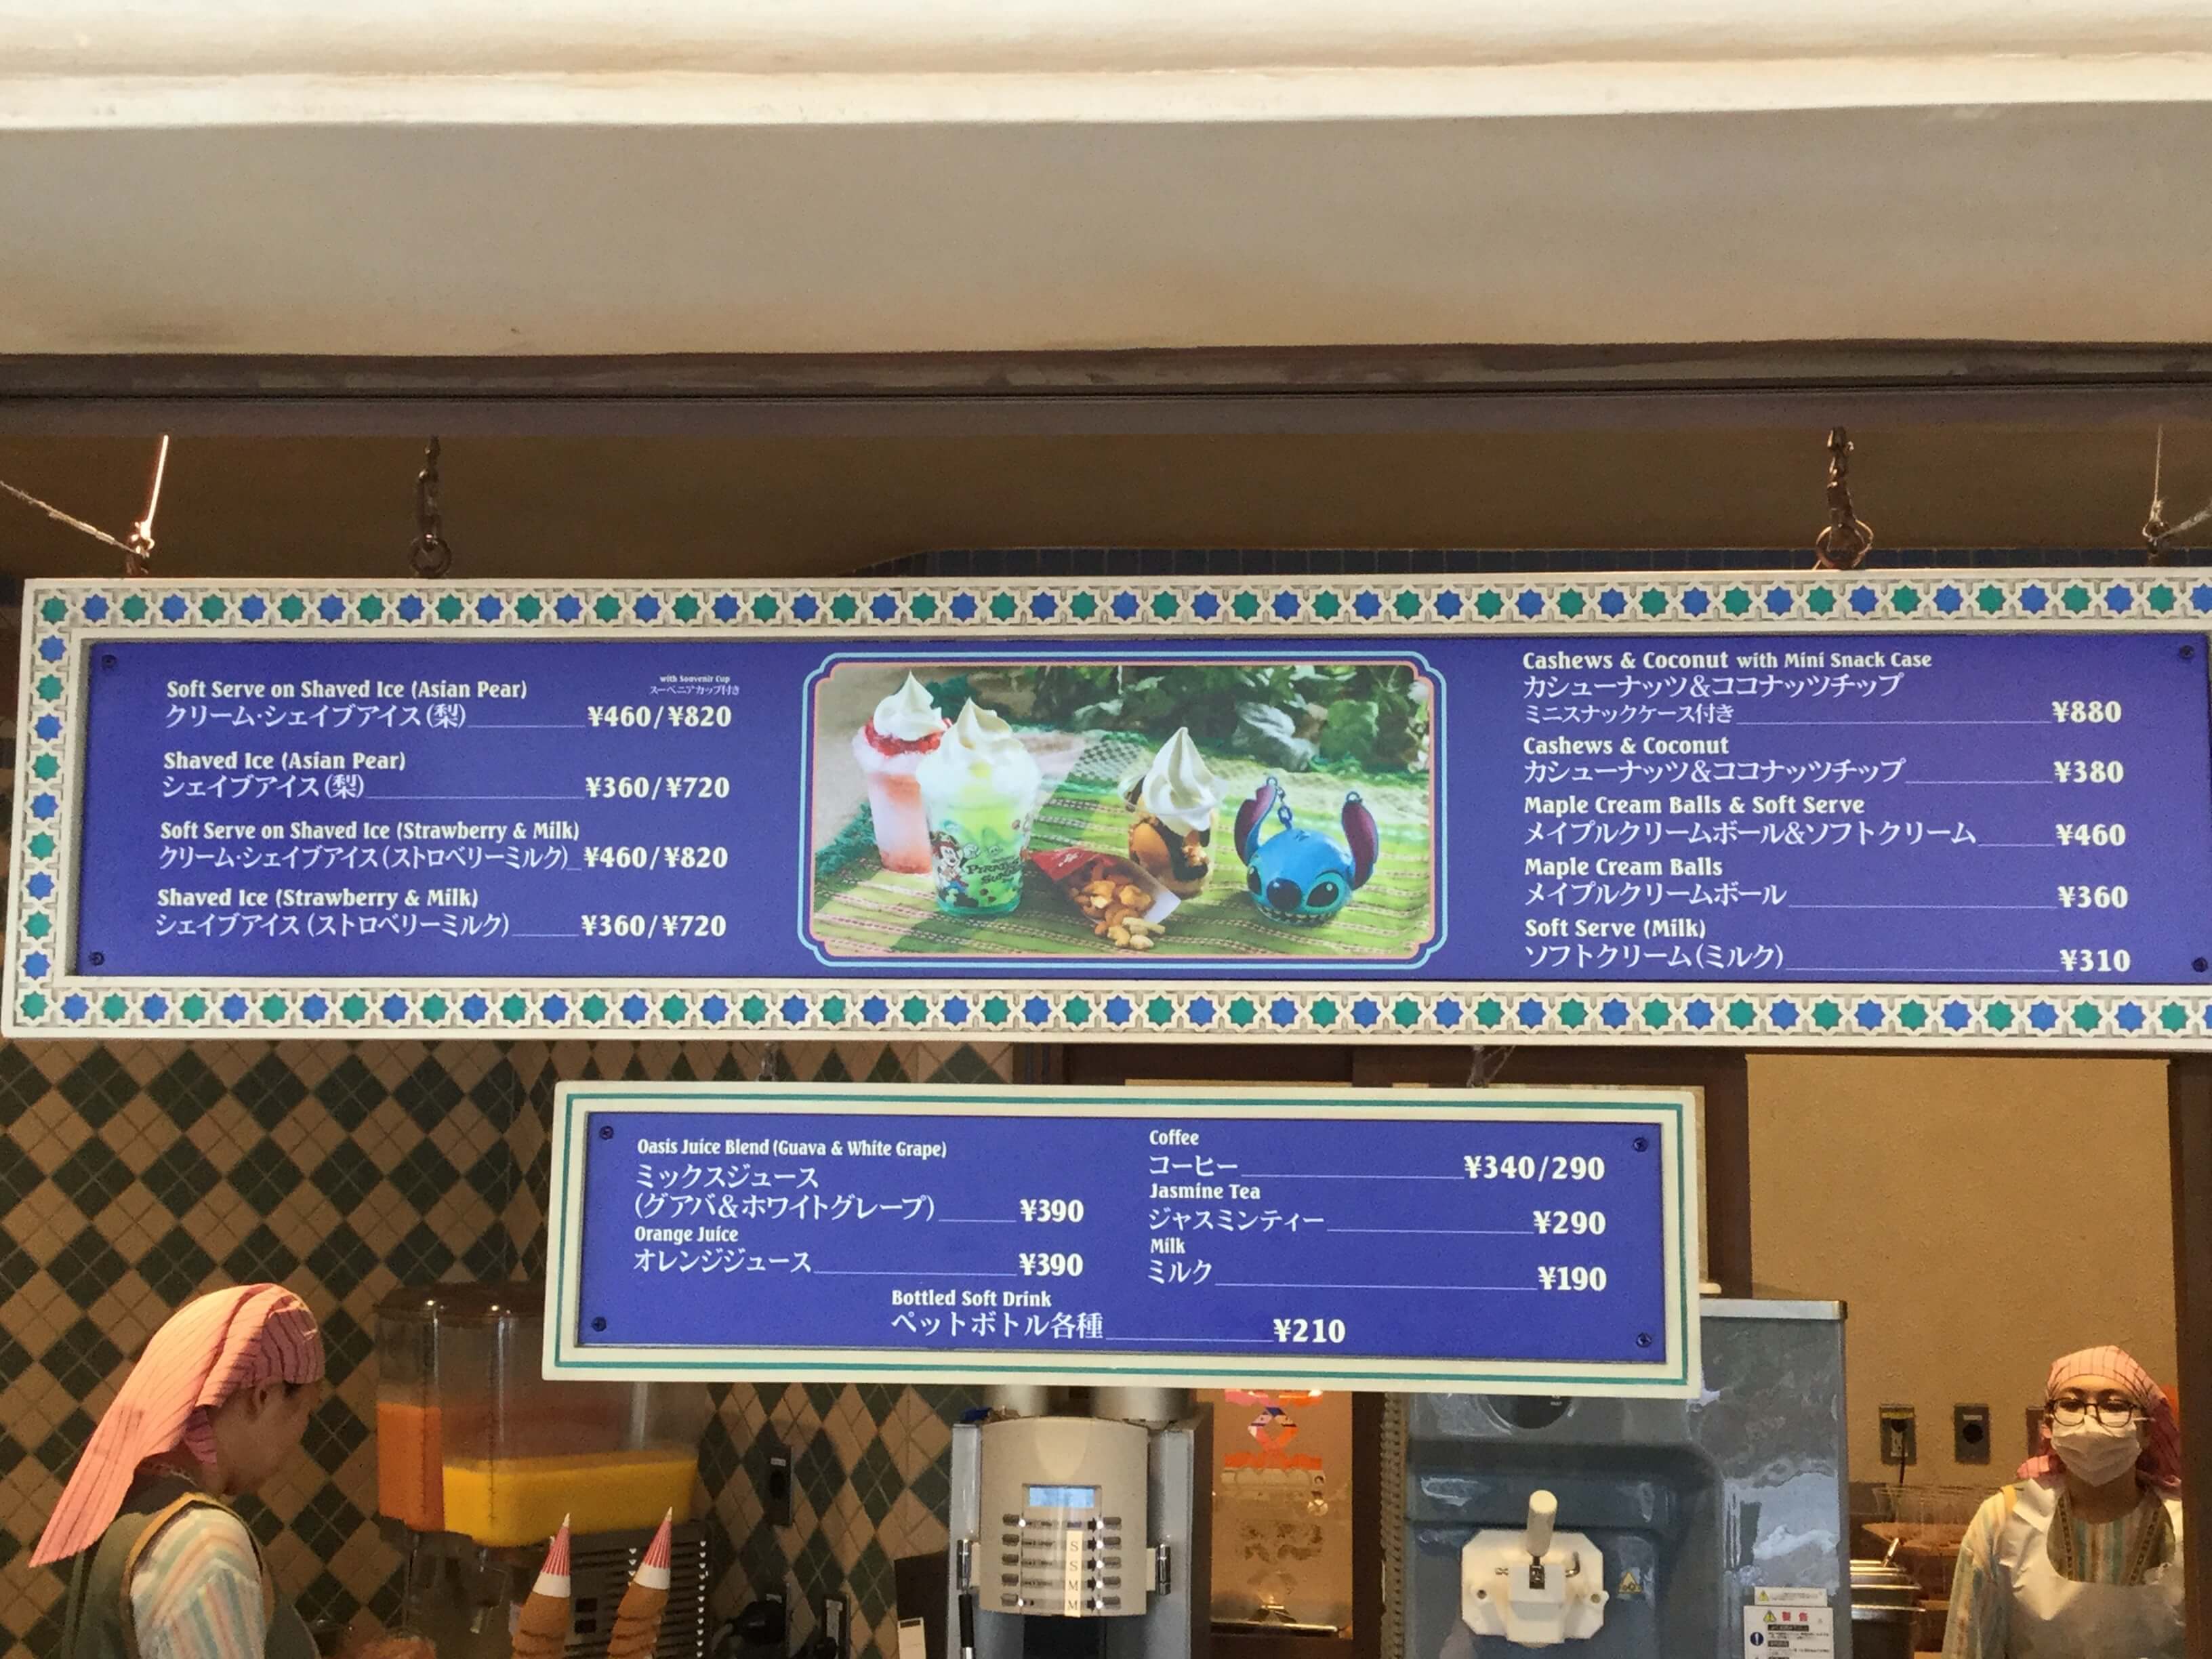 Soft Serve on Shaved Ice (Asian Pear)
with Souvenir Cup
スーベニアカップ付き
クリーム・シェイブアイス(梨) ¥460/¥820
Shaved Ice (Asian Pear)
シェイブアイス(梨) ¥360/¥720
Soft Serve on Shaved Ice (Strawberry & Milk)
クリーム・シェイブアイス(ストロベリーミルク) ¥460/¥820
Shaved Ice (Strawberry & Milk)
シェイブアイス(ストロベリーミルク) ¥360/¥720
Cashews & Coconut with Mini Snack Case
カシューナッツ&ココナッツチップ
ミニスナックケース付き ¥880
Cashews & Coconut
カシューナッツ&ココナッツチップ ¥380
Maple Cream Balls & Soft Serve
メイプルクリームボール&ソフトクリーム ¥460
Maple Cream Balls
メイプルクリームボール ¥360
Soft Serve (Milk)
ソフトクリーム(ミルク) ¥310
Oasis Juice Blend (Guava & White Grape)
ミックスジュース
(グアバ&ホワイトグレープ) ¥390
Orange Juice
オレンジジュース ¥390
Coffee
コーヒー ¥340/290
Jasmine Tea
ジャスミンティー ¥290
Milk
ミルク ¥190
Bottled Soft Drink
ペットボトル各種 ¥210
S
S
M
M
警告